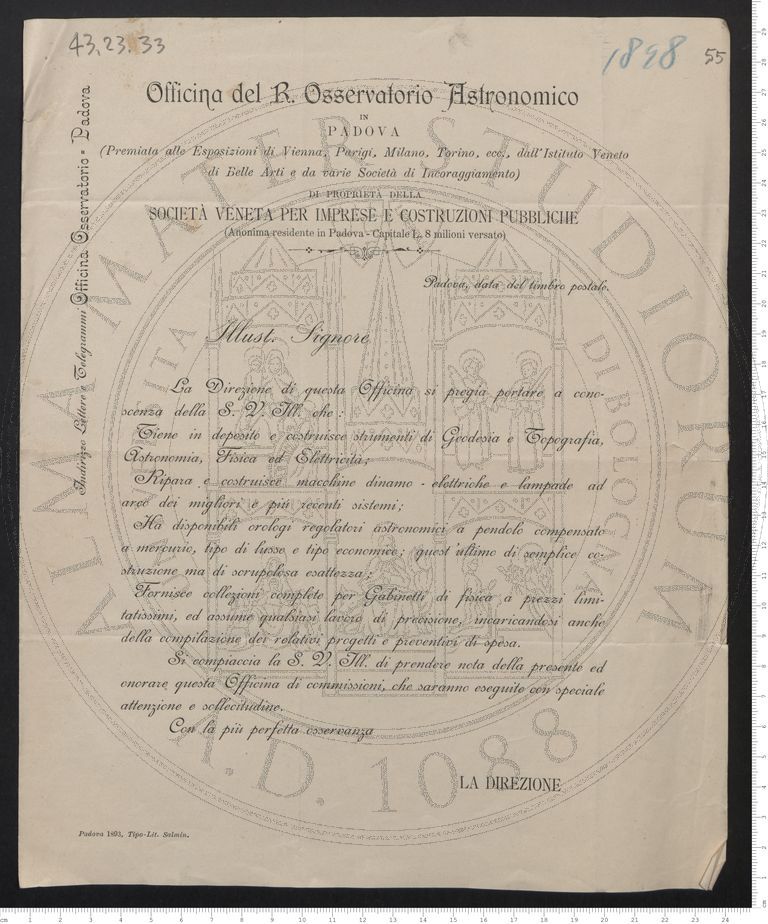 43, 23. 33
1898 55
Officina del R. Osservatorio Astronomico
IN
PADOVA
(Premiata alle Esposizioni di Vienna, Parigi, Milano, Torino, ecc., dall'Istituto Veneto
di Belle Arti e da varie Società di Incoraggiamento)
DI PROPRIETÀ DELLA
SOCIETÀ VENETA PER IMPRESE E COSTRUZIONI PUBBLICHE
(Anonima residente in Padova - Capitale L. 8 milioni versato)
Indirizzo Lettere e Telegrammi Officina Osservatorio - Padova
Padova, data del timbro postale.
Illust. Signore
La Direzione di questa Officina si pregia portare a cono-
scenza della S. V. Ill. che:
Tiene in deposito e costruisce strumenti di Geodesia e Topografia,
Astronomia, Fisica ed Elettricità;
Ripara e costruisce macchine dinamo - elettriche e lampade ad
arco dei migliori e più recenti sistemi;
Ha disponibili orologi regolatori astronomici a pendolo compensato
a mercurio, tipo di lusso e tipo economico; quest'ultimo di semplice co-
struzione ma di scrupolosa esattezza;
Fornisce collezioni complete per Gabinetti di fisica a prezzi limi-
tatissimi, ed assume qualsiasi lavoro di precisione, incaricandosi anche
della compilazione dei relativi progetti e preventivi di spesa.
Si compiaccia la S. V. Ill. di prendere nota della presente ed
onorare questa Officina di commissioni, che saranno eseguite con speciale
attenzione e sollecitudine.
Con la più perfetta osservanza
LA DIREZIONE
Padova 1893, Tipo-Lit. Salmin.
ALMA MATER STUDIORUM
A.D. 1088